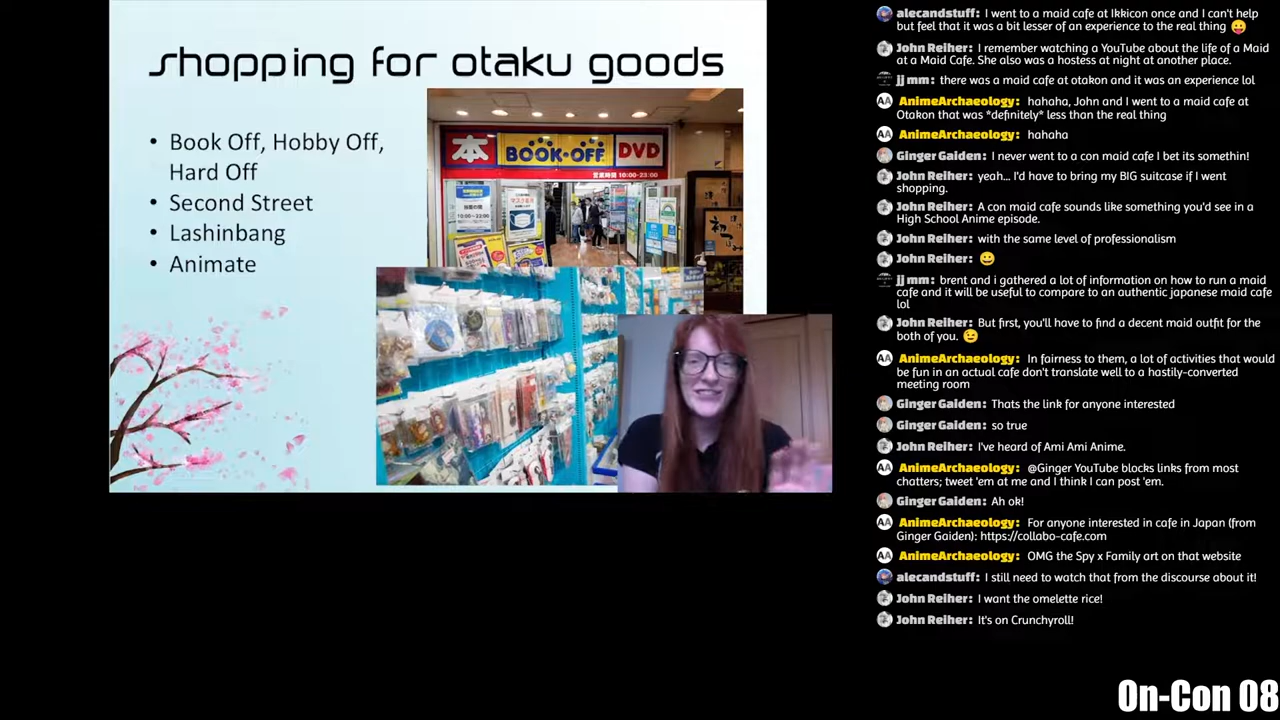 shopping for otaku goods
• Book Off, Hobby Off,
Hard Off
• Second Street
• Lashinbang
• Animate
本 BOOK•OFF DVD
営業時間 10:00-23:00
alecandstuff: I went to a maid cafe at Ikkicon once and I can't help
but feel that it was a bit lesser of an experience to the real thing 😛
John Reiher: I remember watching a YouTube about the life of a Maid
at a Maid Cafe. She also was a hostess at night at another place.
jj mm: there was a maid cafe at otakon and it was an experience lol
AA AnimeArchaeology: hahaha, John and I went to a maid cafe at
Otakon that was *definitely* less than the real thing
AA AnimeArchaeology: hahaha
Ginger Gaiden: I never went to a con maid cafe I bet its somethin!
John Reiher: yeah... I'd have to bring my BIG suitcase if I went
shopping.
John Reiher: A con maid cafe sounds like something you'd see in a
High School Anime episode.
John Reiher: with the same level of professionalism
John Reiher: 😀
jj mm: brent and i gathered a lot of information on how to run a maid
cafe and it will be useful to compare to an authentic japanese maid cafe
lol
John Reiher: But first, you'll have to find a decent maid outfit for the
both of you. 😉
AA AnimeArchaeology: In fairness to them, a lot of activities that would
be fun in an actual cafe don't translate well to a hastily-converted
meeting room
Ginger Gaiden: Thats the link for anyone interested
Ginger Gaiden: so true
John Reiher: I've heard of Ami Ami Anime.
AA AnimeArchaeology: @Ginger YouTube blocks links from most
chatters; tweet 'em at me and I think I can post 'em.
Ginger Gaiden: Ah ok!
AA AnimeArchaeology: For anyone interested in cafe in Japan (from
Ginger Gaiden): https://collabo-cafe.com
AA AnimeArchaeology: OMG the Spy x Family art on that website
alecandstuff: I still need to watch that from the discourse about it!
John Reiher: I want the omelette rice!
John Reiher: It's on Crunchyroll!
On-Con 08